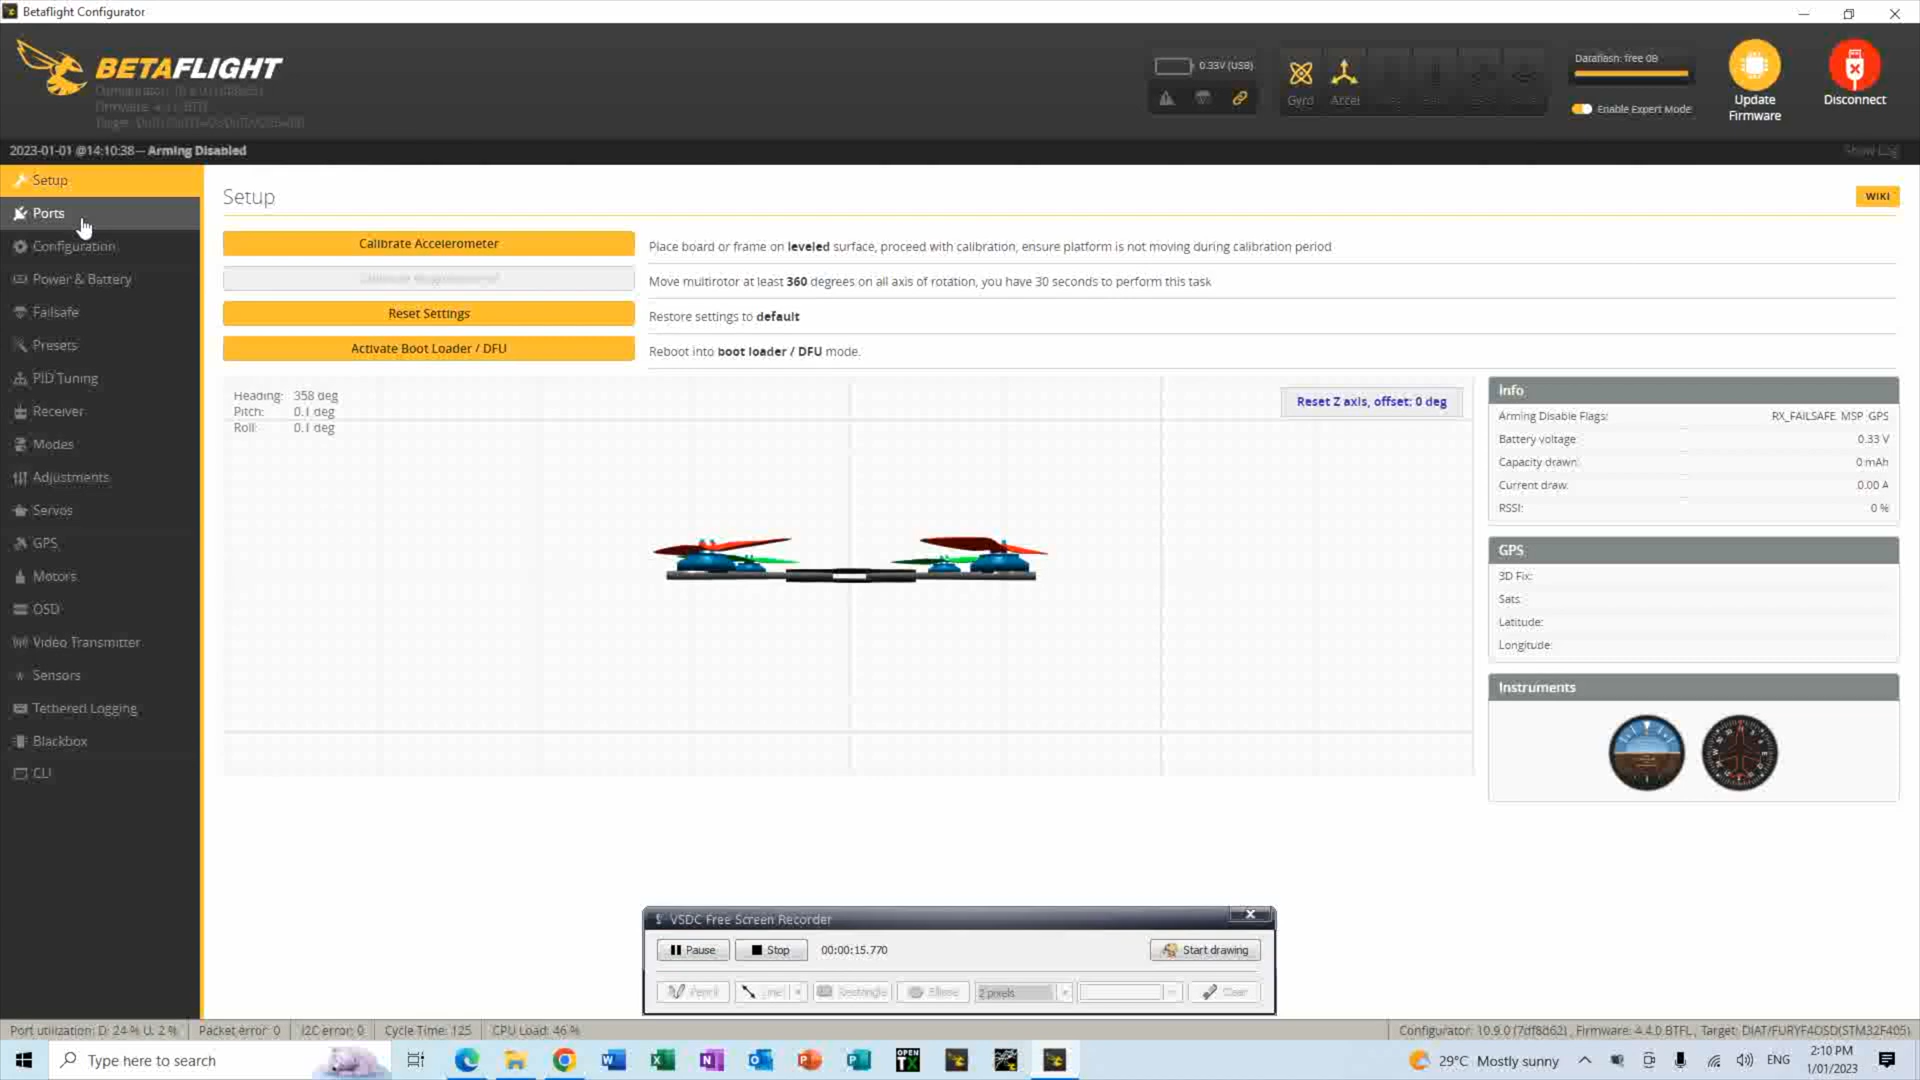 Betaflight Configurator
BETAFLIGHT
0.33V (USB)
Gyro
Accel
Dataflash: free 0B
Enable Expert Mode
Update
Firmware
Disconnect
2023-01-01 @14:10:38 -- Arming Disabled
Show Log
Setup
Ports
Configuration
Power & Battery
Failsafe
Presets
PID Tuning
Receiver
Modes
Adjustments
Servos
GPS
Motors
OSD
Video Transmitter
Sensors
Tethered Logging
Blackbox
CLI
Setup
WIKI
Calibrate Accelerometer
Place board or frame on leveled surface, proceed with calibration, ensure platform is not moving during calibration period
Move multirotor at least 360 degrees on all axis of rotation, you have 30 seconds to perform this task
Reset Settings
Restore settings to default
Activate Boot Loader / DFU
Reboot into boot loader / DFU mode.
Heading: 358 deg
Pitch: 0.1 deg
Roll: 0.1 deg
Reset Z axis, offset: 0 deg
Info
Arming Disable Flags: RX_FAILSAFE MSP GPS
Battery voltage: 0.33 V
Capacity drawn: 0 mAh
Current draw: 0.00 A
RSSI: 0 %
GPS
3D Fix:
Sats:
Latitude:
Longitude:
Instruments
VSDC Free Screen Recorder
Pause
Stop
00:00:15.770
Start drawing
Pencil
Line
Rectangle
Ellipse
2 pixels
Clear
Port utilization: D: 24 % U: 2 %
Packet error: 0
I2C error: 0
Cycle Time: 125
CPU Load: 46 %
Configurator: 10.9.0 (7df8d62) , Firmware: 4.4.0 BTFL , Target: DIAT/FURYF4OSD(STM32F405)
Type here to search
OPEN
TX
29°C Mostly sunny
ENG
2:10 PM
1/01/2023